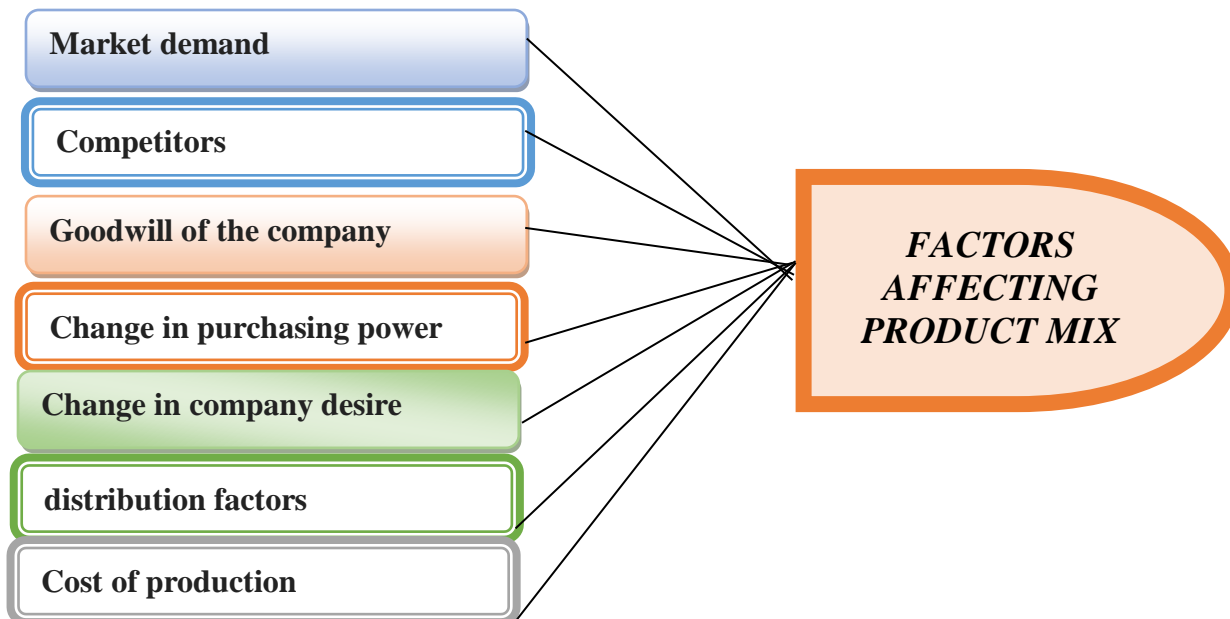 Market demand
Competitors
Goodwill of the company
Change in purchasing power
Change in company desire
distribution factors
Cost of production
FACTORS
AFFECTING
PRODUCT MIX